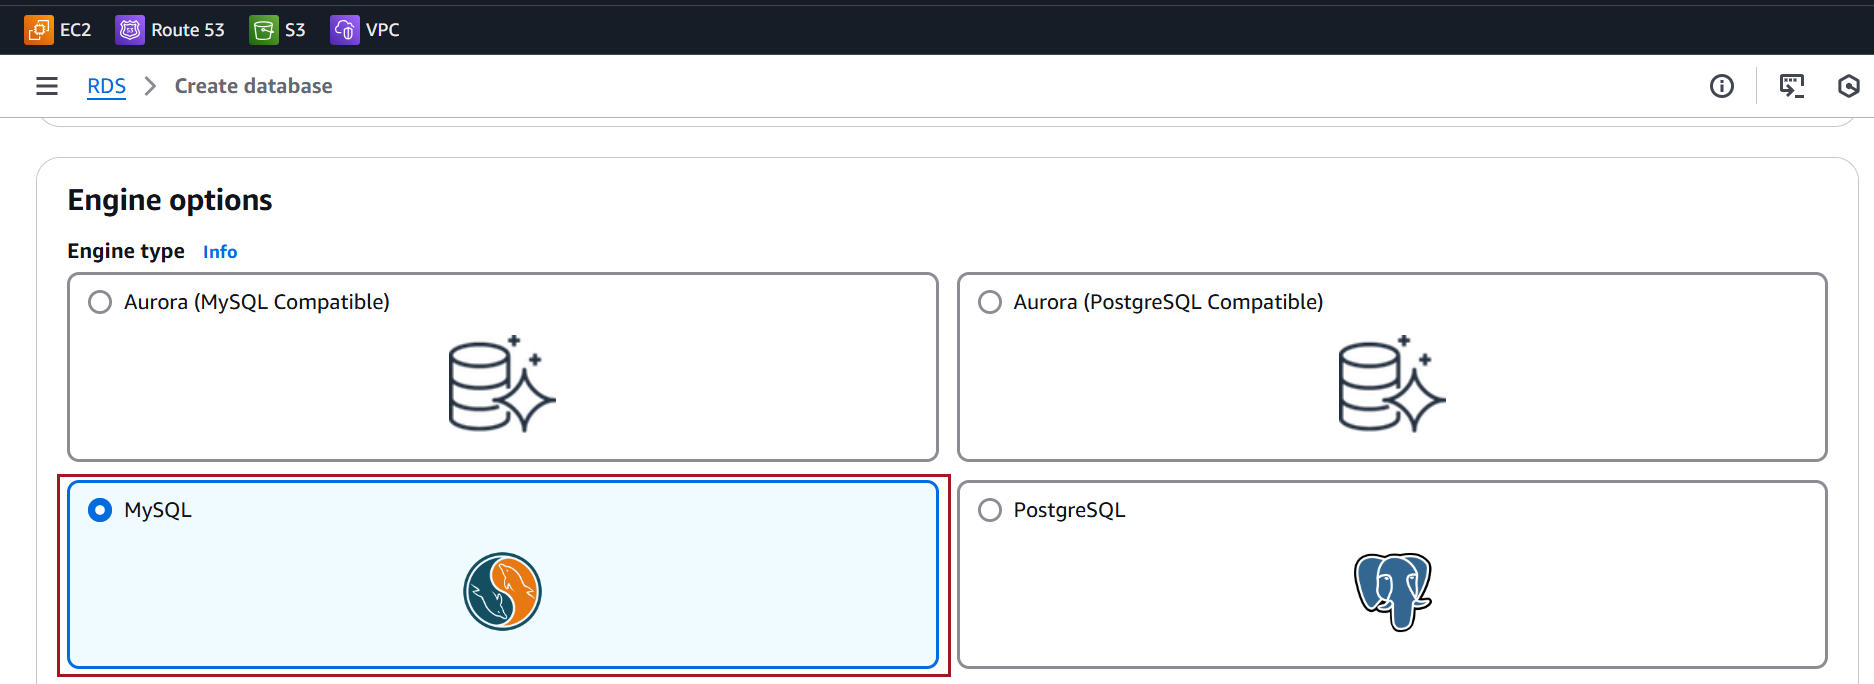 EC2 Route 53 S3 VPC
RDS Create database
Engine options
Engine type Info
Aurora (MySQL Compatible)
Aurora (PostgreSQL Compatible)
MySQL
PostgreSQL